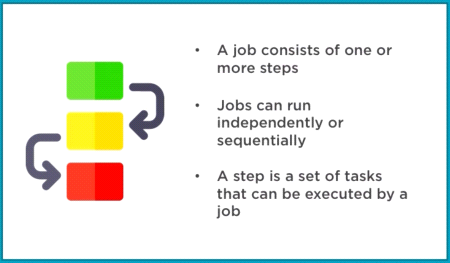 • A job consists of one or
more steps
• Jobs can run
independently or
sequentially
• A step is a set of tasks
that can be executed by a
job